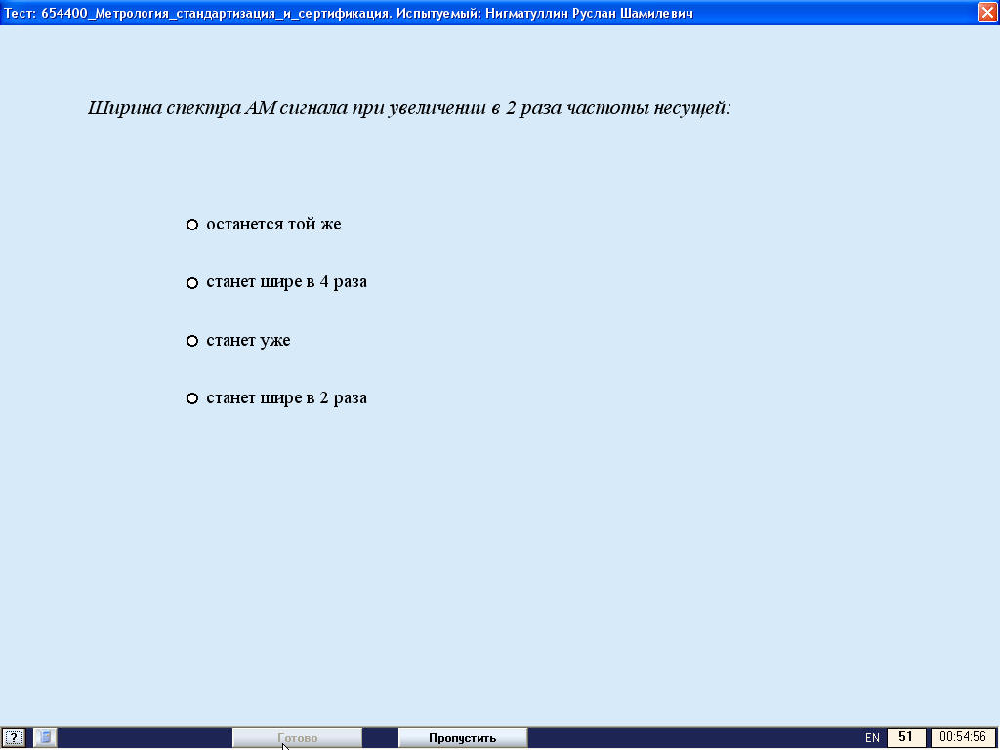 Тест: 654400_Метрология_стандартизация_и_сертификация. Испытуемый: Нигматуллин Руслан Шамилевич
Ширина спектра АМ сигнала при увеличении в 2 раза частоты несущей:
останется той же
станет шире в 4 раза
станет уже
станет шире в 2 раза
? Готово Пропустить EN 51 00:54:56